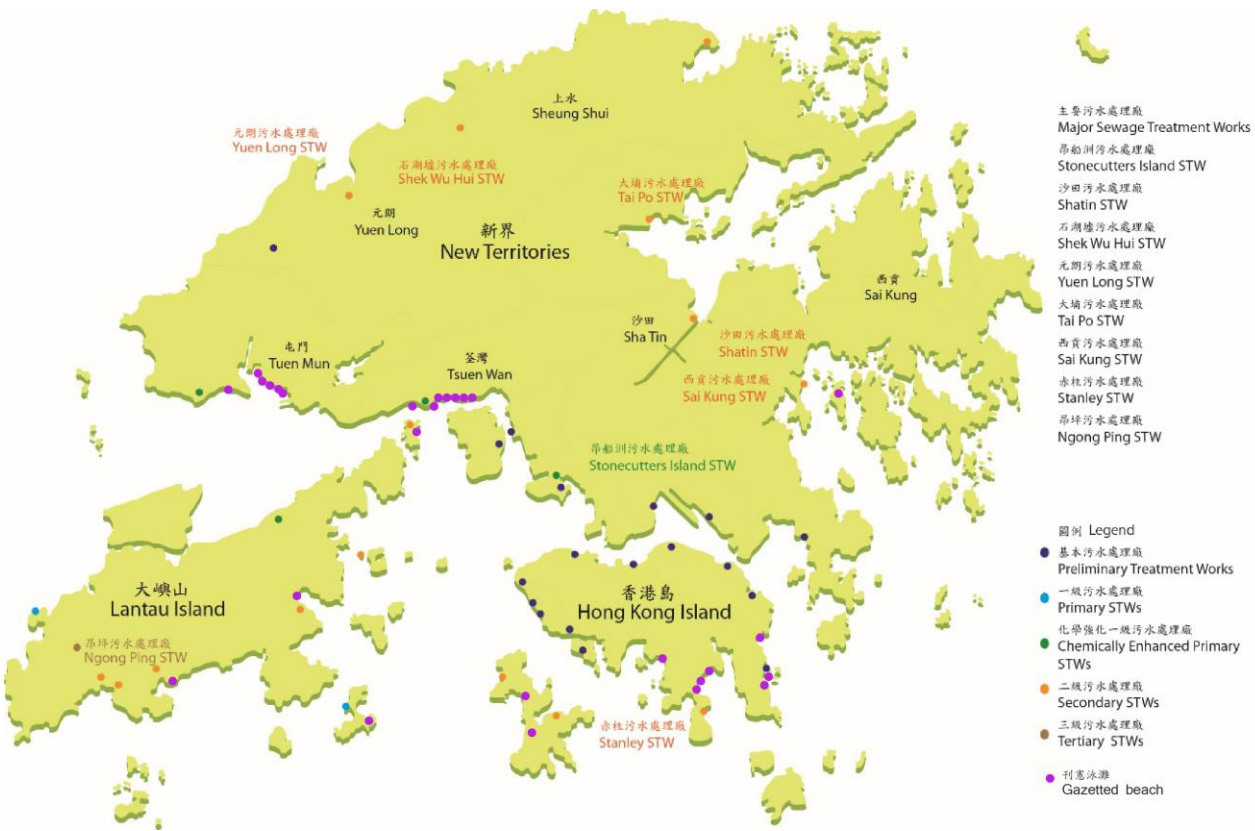 上水
Sheung Shui
元朗污水處理廠
Yuen Long STW
石湖墟污水處理廠
Shek Wu Hui STW
大埔污水處理廠
Tai Po STW
元朗
Yuen Long
新界
New Territories
西貢
Sai Kung
沙田
Sha Tin
沙田污水處理廠
Shatin STW
屯門
Tuen Mun
荃灣
Tsuen Wan
西貢污水處理廠
Sai Kung STW
昂船洲污水處理廠
Stonecutters Island STW
大嶼山
Lantau Island
香港島
Hong Kong Island
昂坪污水處理廠
Ngong Ping STW
赤柱污水處理廠
Stanley STW
主要污水處理廠
Major Sewage Treatment Works
昂船洲污水處理廠
Stonecutters Island STW
沙田污水處理廠
Shatin STW
石湖墟污水處理廠
Shek Wu Hui STW
元朗污水處理廠
Yuen Long STW
大埔污水處理廠
Tai Po STW
西貢污水處理廠
Sai Kung STW
赤柱污水處理廠
Stanley STW
昂坪污水處理廠
Ngong Ping STW
圖例 Legend
基本污水處理廠
Preliminary Treatment Works
一級污水處理廠
Primary STWs
化學強化一級污水處理廠
Chemically Enhanced Primary
STWs
二級污水處理廠
Secondary STWs
三級污水處理廠
Tertiary STWs
刊憲泳灘
Gazetted beach